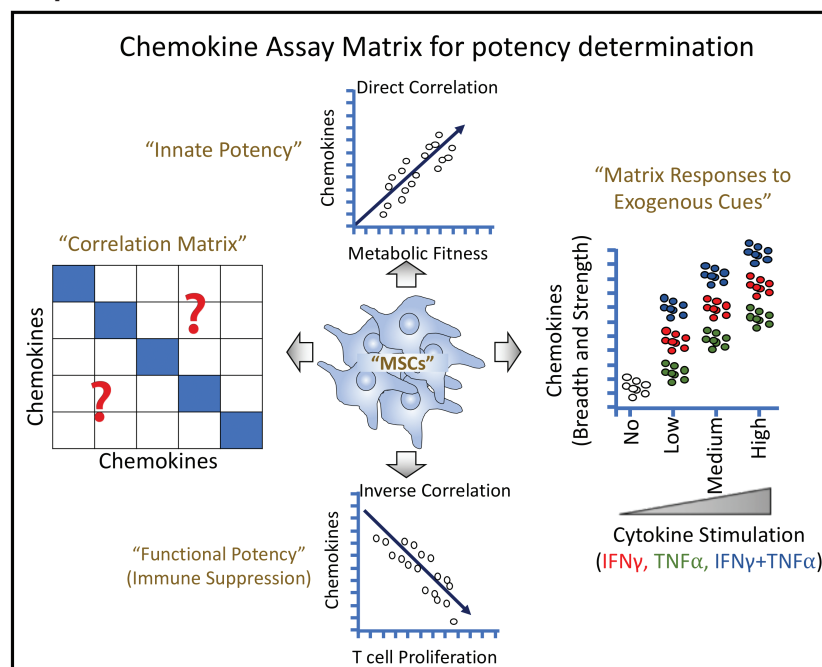 Chemokine Assay Matrix for potency determination
Direct Correlation
“Innate Potency”
Chemokines
Metabolic Fitness
“Correlation Matrix”
?
?
Chemokines
Chemokines
“MSCs”
“Matrix Responses to
Exogenous Cues”
Chemokines
(Breadth and Strength)
No
Low
Medium
High
Cytokine Stimulation
(IFNγ, TNFα, IFNγ+TNFα)
Inverse Correlation
“Functional Potency”
(Immune Suppression)
Chemokines
T cell Proliferation